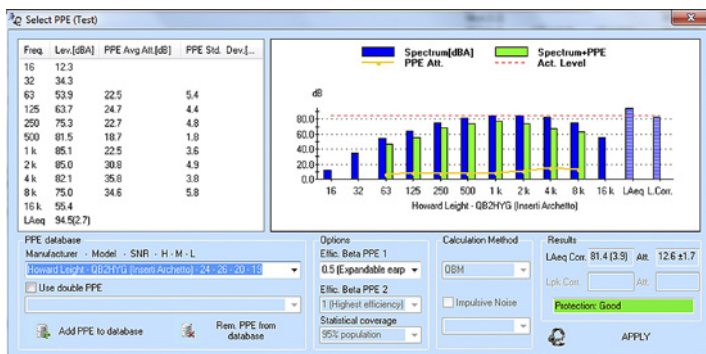 Select PPE (Test)
Freq. Lev.[dBA] PPE Avg Att.[dB] PPE Std. Dev.[...
16 12.3
32 34.3
63 53.9 22.5 5.4
125 63.7 24.7 4.4
250 75.3 22.7 4.8
500 81.5 18.7 1.8
1 k 85.1 22.5 3.6
2 k 85.0 30.8 4.9
4 k 82.1 35.8 3.8
8 k 75.0 34.6 5.8
16 k 55.4
LAeq 94.5(2.7)
Spectrum[dBA] Spectrum+PPE
PPE Att. Act. Level
dB
80.0
60.0
40.0
20.0
0.0
16 32 63 125 250 500 1 k 2 k 4 k 8 k 16 k LAeq L.Corr.
Howard Leight - QB2HYG (Inserti Archetto)
PPE database
Manufacturer - Model - SNR - H - M - L
Howard Leight - QB2HYG (Inserti Archetto) - 24 - 26 - 20 - 19
Use double PPE
Add PPE to database
Rem. PPE from
database
Options
Effic. Beta PPE 1
0.5 (Expandable earp
Effic. Beta PPE 2
1 (Highest efficiency)
Statistical coverage
95% population
Calculation Method
OBM
Impulsive Noise
Results
LAeq Corr. 81.4 (3.9) Att. 12.6 ±1.7
Lpk Corr. Att.
Protection: Good
APPLY